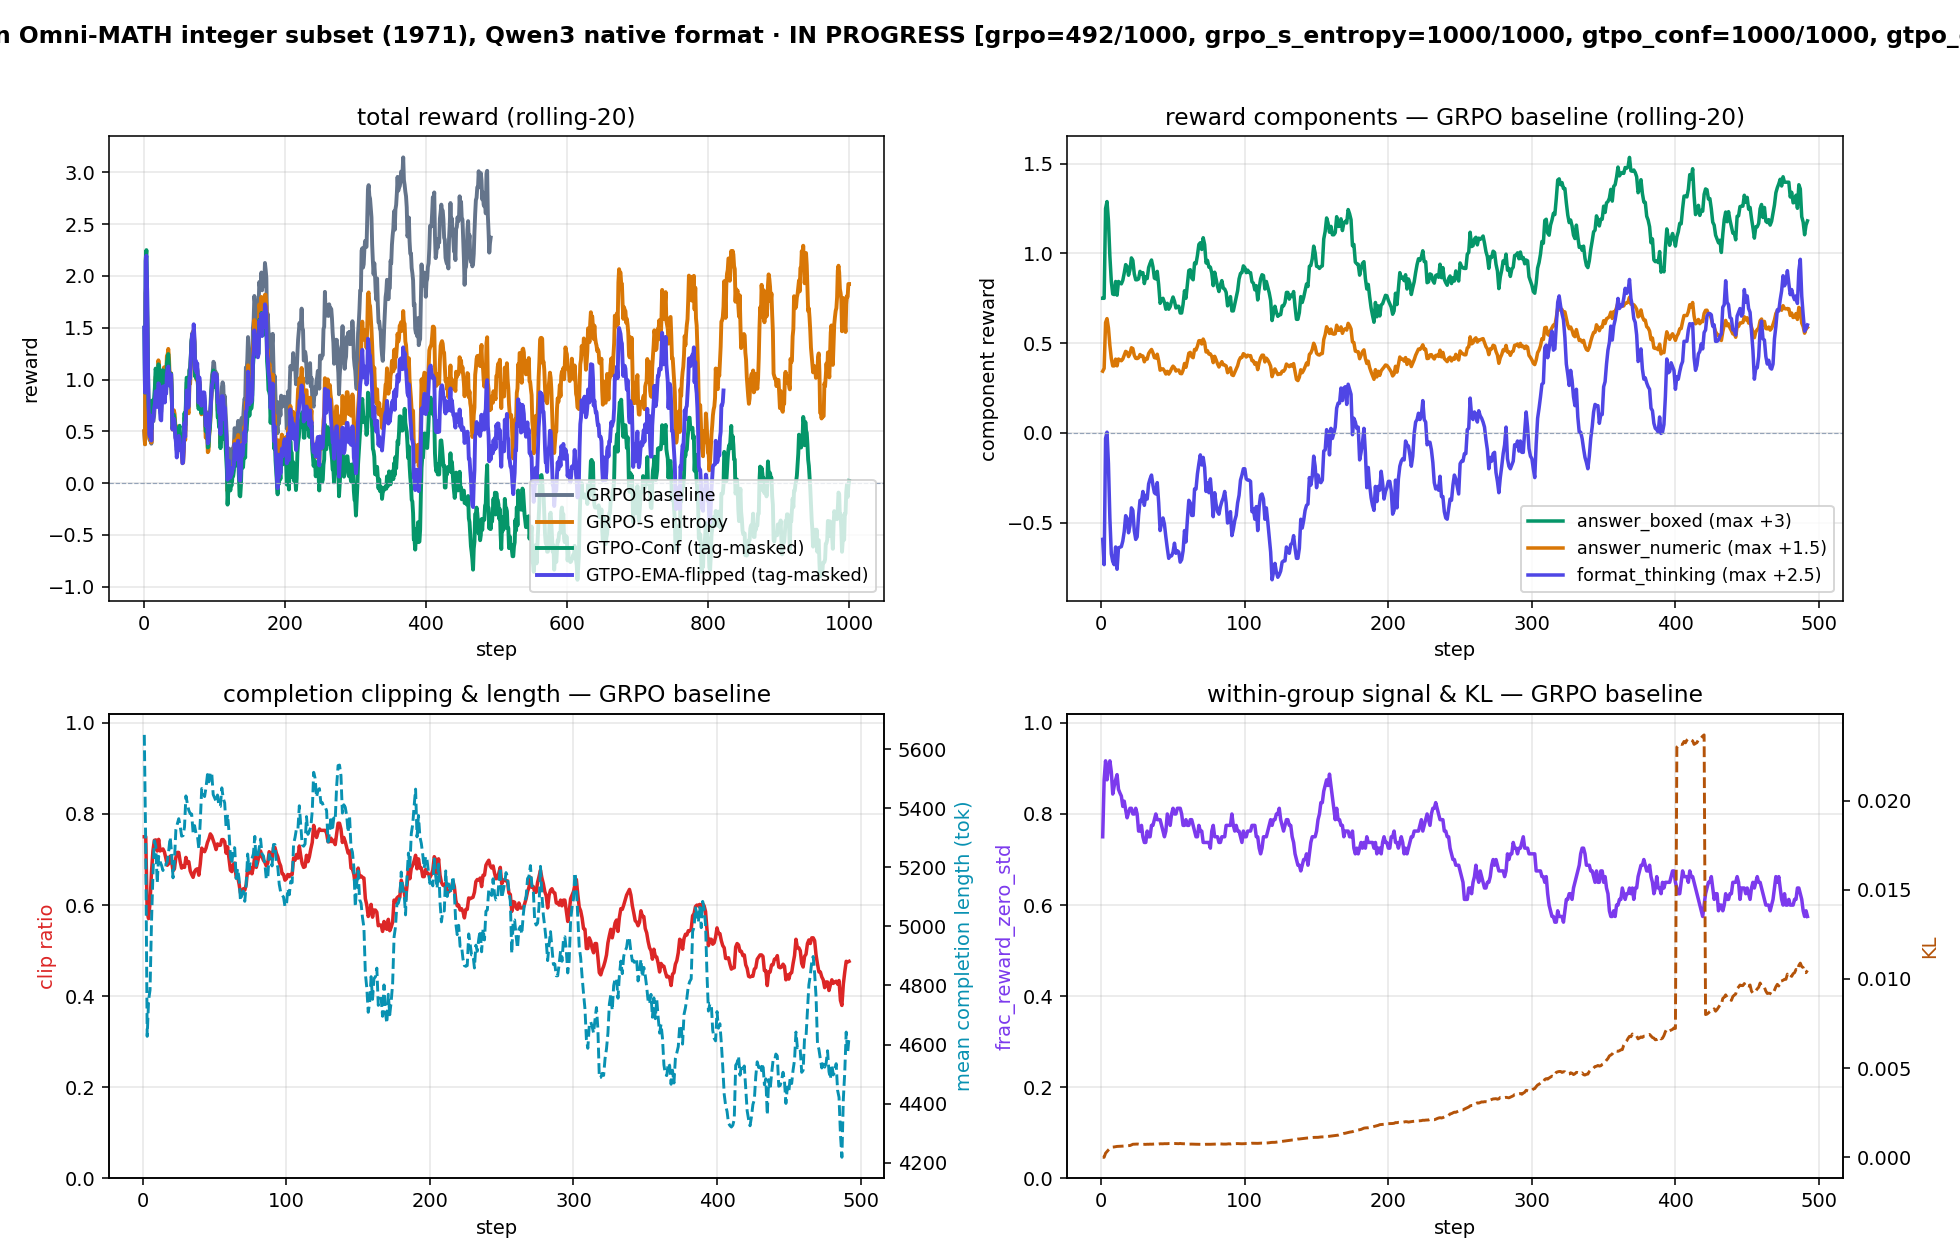 n Omni-MATH integer subset (1971), Qwen3 native format · IN PROGRESS [grpo=492/1000, grpo_s_entropy=1000/1000, gtpo_conf=1000/1000, gtpo_
total reward (rolling-20)
reward
3.0
2.5
2.0
1.5
1.0
0.5
0.0
−0.5
−1.0
GRPO baseline
GRPO-S entropy
GTPO-Conf (tag-masked)
GTPO-EMA-flipped (tag-masked)
0 200 400 600 800 1000
step
reward components — GRPO baseline (rolling-20)
component reward
1.5
1.0
0.5
0.0
−0.5
answer_boxed (max +3)
answer_numeric (max +1.5)
format_thinking (max +2.5)
0 100 200 300 400 500
step
completion clipping & length — GRPO baseline
clip ratio
1.0
0.8
0.6
0.4
0.2
0.0
5600
5400
5200
5000
4800
4600
4400
4200
mean completion length (tok)
0 100 200 300 400 500
step
within-group signal & KL — GRPO baseline
frac_reward_zero_std
1.0
0.8
0.6
0.4
0.2
0.0
0.020
0.015
0.010
0.005
0.000
KL
0 100 200 300 400 500
step